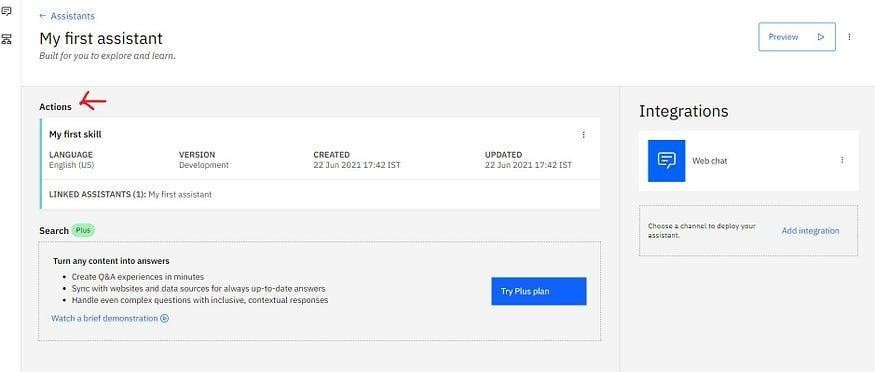 ← Assistants
My first assistant
Built for you to explore and learn.
Preview
Actions
My first skill
LANGUAGE VERSION CREATED UPDATED
English (US) Development 22 Jun 2021 17:42 IST 22 Jun 2021 17:42 IST
LINKED ASSISTANTS (1): My first assistant
Search Plus
Turn any content into answers
• Create Q&A experiences in minutes
• Sync with websites and data sources for always up-to-date answers
• Handle even complex questions with inclusive, contextual responses
Try Plus plan
Watch a brief demonstration
Integrations
Web chat
Choose a channel to deploy your
assistant.
Add integration